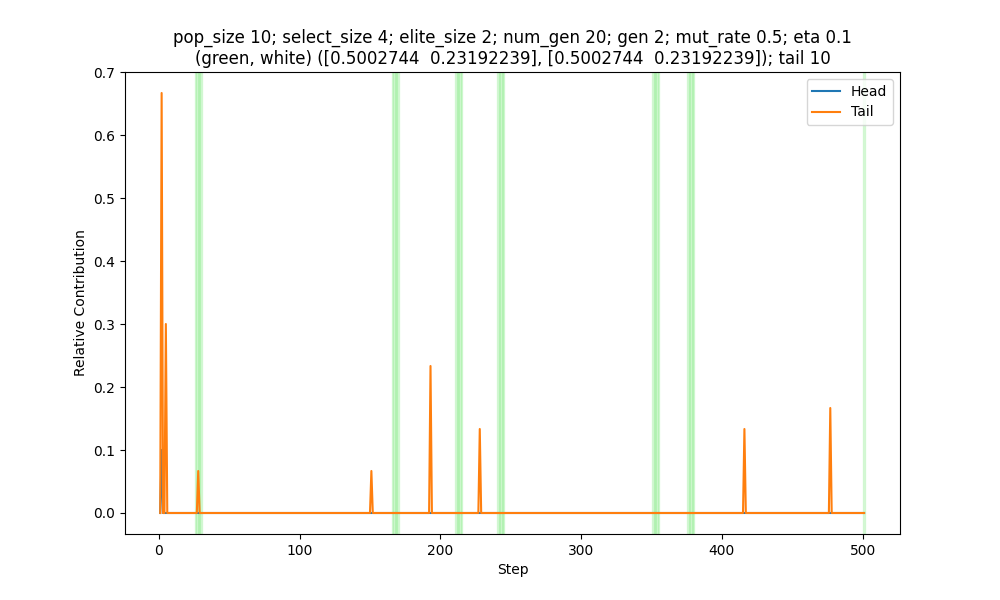 pop_size 10; select_size 4; elite_size 2; num_gen 20; gen 2; mut_rate 0.5; eta 0.1
(green, white) ([0.5002744  0.23192239], [0.5002744  0.23192239]); tail 10
Head
Tail
Relative Contribution
0.7
0.6
0.5
0.4
0.3
0.2
0.1
0.0
0 100 200 300 400 500
Step